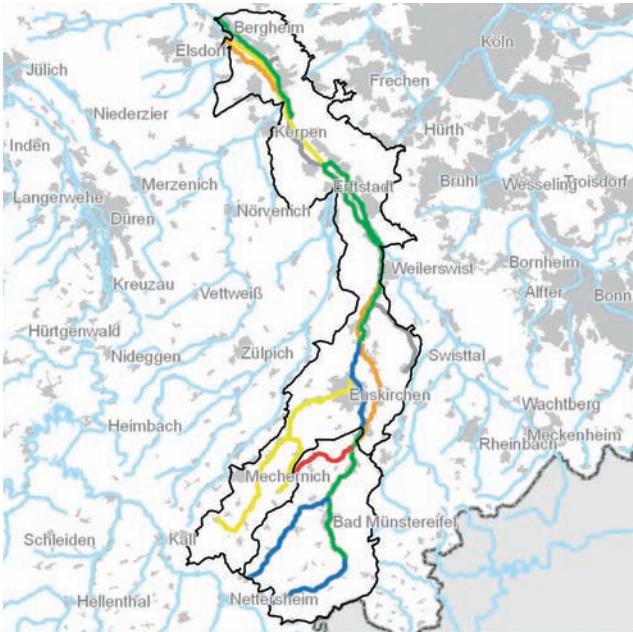 Bergheim
Köln
Elsdorf
Jülich
Frechen
Niederzier
Kerpen
Hürth
Inden
Merzenich
Brühl
Wesseling
Troisdorf
Langerwehe
Erftstadt
Düren
Nörvenich
Bornheim
Weilerswist
Kreuzau
Vettweiß
Alfter
Bonn
Hürtgenwald
Nideggen
Zülpich
Swisttal
Euskirchen
Wachtberg
Heimbach
Rheinbach
Meckenheim
Mechernich
Bad Münstereifel
Schleiden
Kall
Hellenthal
Nettersheim